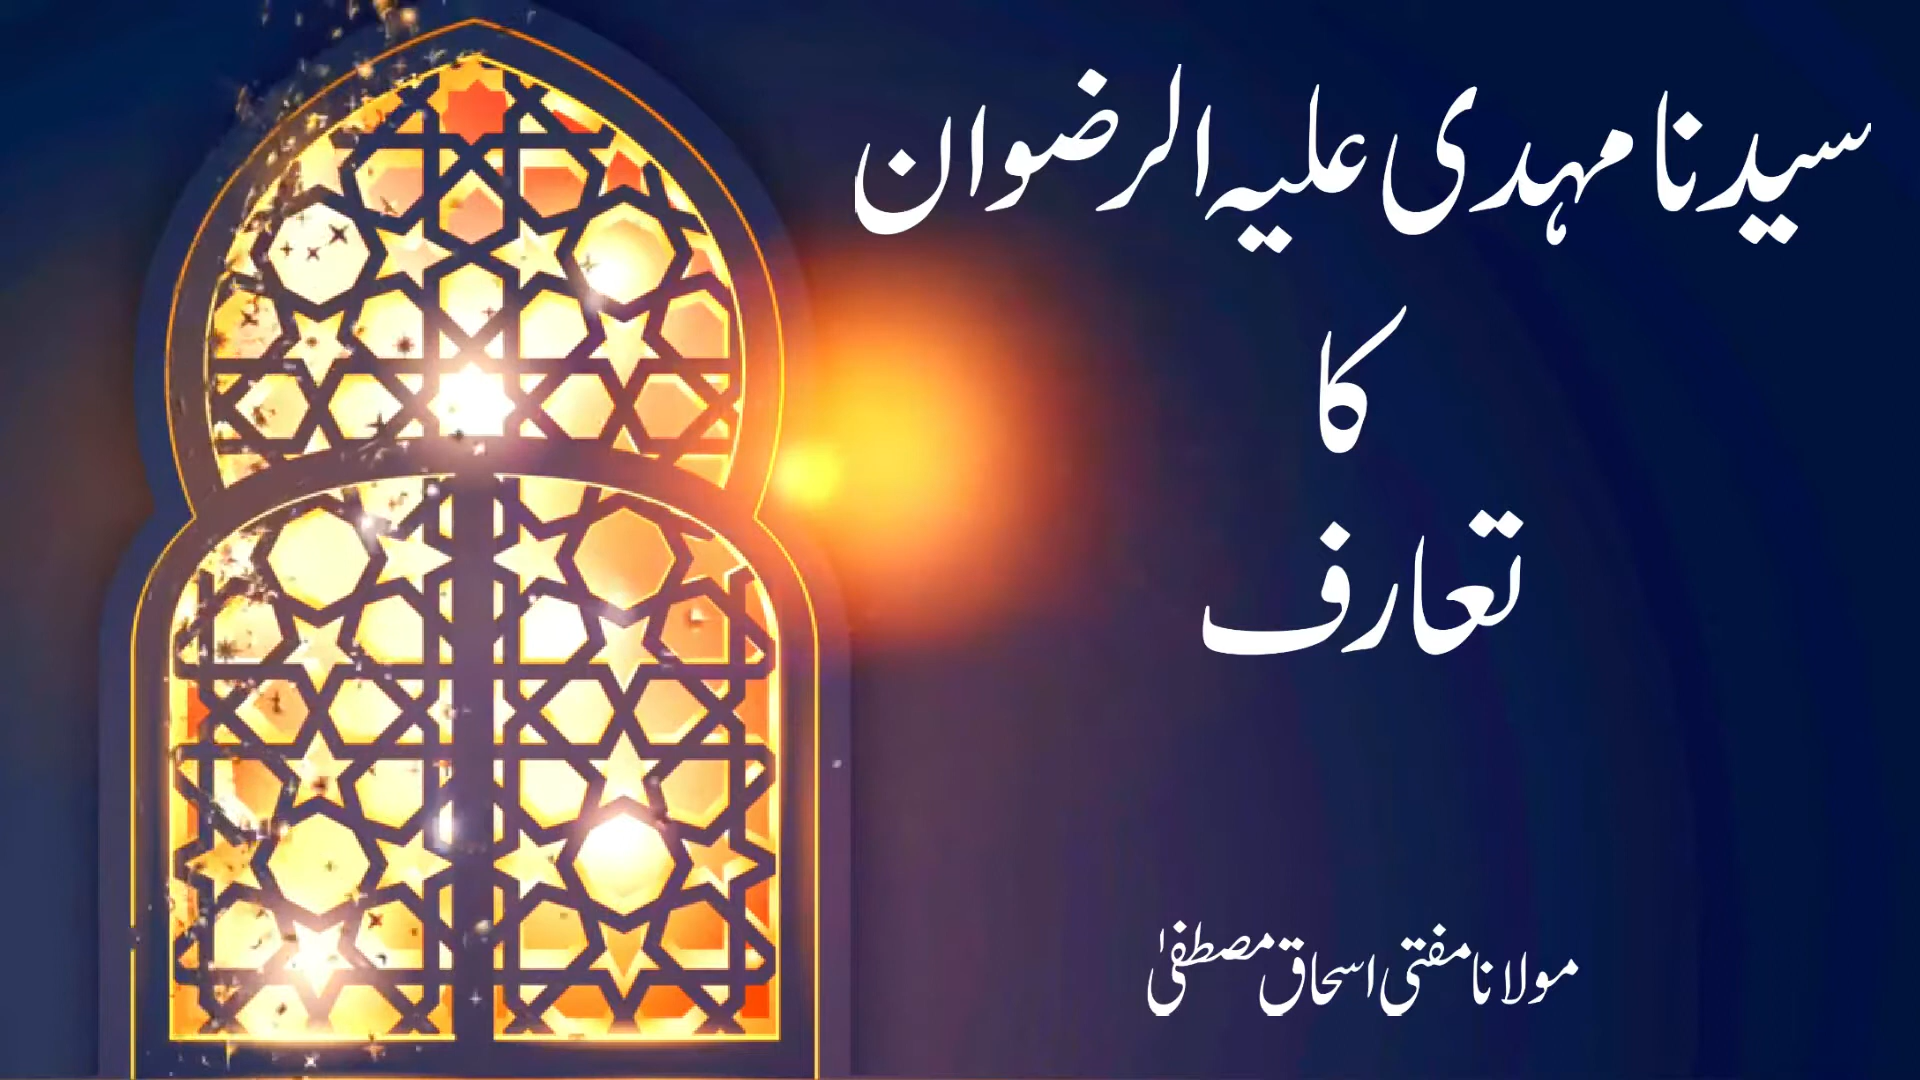 سیدنا مہدی علیہ الرضوان
کا
تعارف
مولانا مفتی اسحاق مصطفیٰ